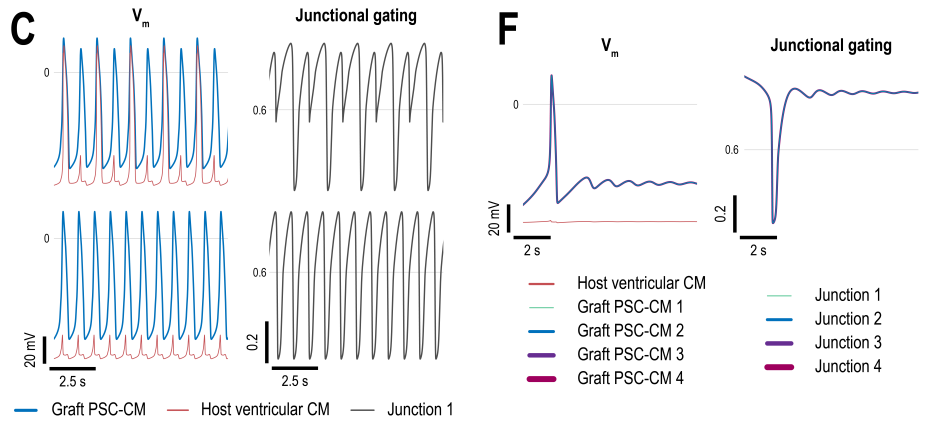 C
V m
Junctional gating
0
0.6
0
0.6
20 mV
2.5 s
0.2
2.5 s
Graft PSC-CM
Host ventricular CM
Junction 1
F
V m
Junctional gating
0
0.6
20 mV
2 s
0.2
2 s
Host ventricular CM
Graft PSC-CM 1
Graft PSC-CM 2
Graft PSC-CM 3
Graft PSC-CM 4
Junction 1
Junction 2
Junction 3
Junction 4